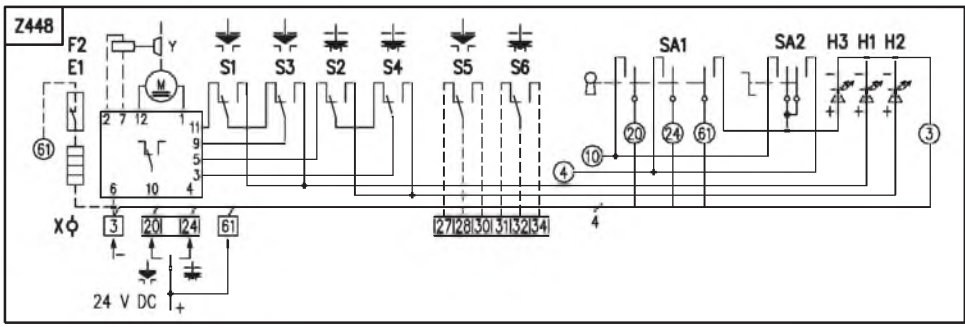 Z448
F2
E1
Y
M
S1 S3 S2 S4 S5 S6
SA1 SA2 H3 H1 H2
- - -
+ + +
2 7 12 1
11
9
5
3
6 10 4
61
20 24 61
10
4
3
4
X
3 20 24 61 27 28 30 31 32 34
-
24 V DC +